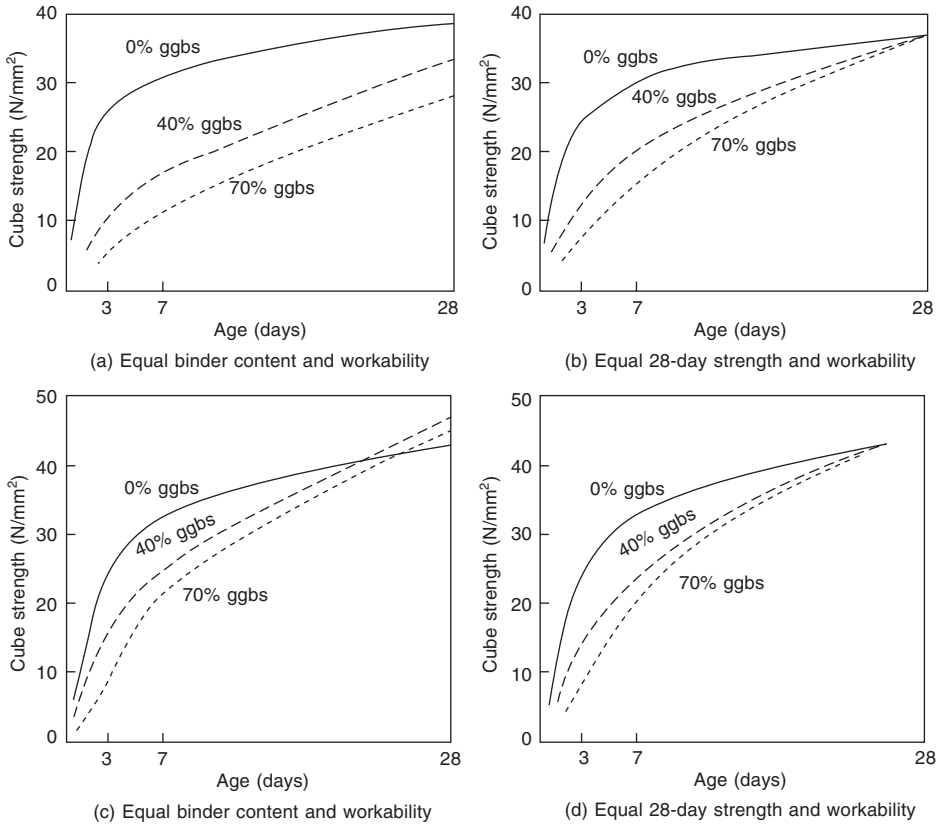 Cube strength (N/mm²)
40
30
20
10
0
0% ggbs
40% ggbs
70% ggbs
3
7
28
Age (days)
(a) Equal binder content and workability
Cube strength (N/mm²)
40
30
20
10
0
0% ggbs
40% ggbs
70% ggbs
3
7
28
Age (days)
(b) Equal 28-day strength and workability
Cube strength (N/mm²)
50
40
30
20
10
0
0% ggbs
40% ggbs
70% ggbs
3
7
28
Age (days)
(c) Equal binder content and workability
Cube strength (N/mm²)
50
40
30
20
10
0
0% ggbs
40% ggbs
70% ggbs
3
7
28
Age (days)
(d) Equal 28-day strength and workability